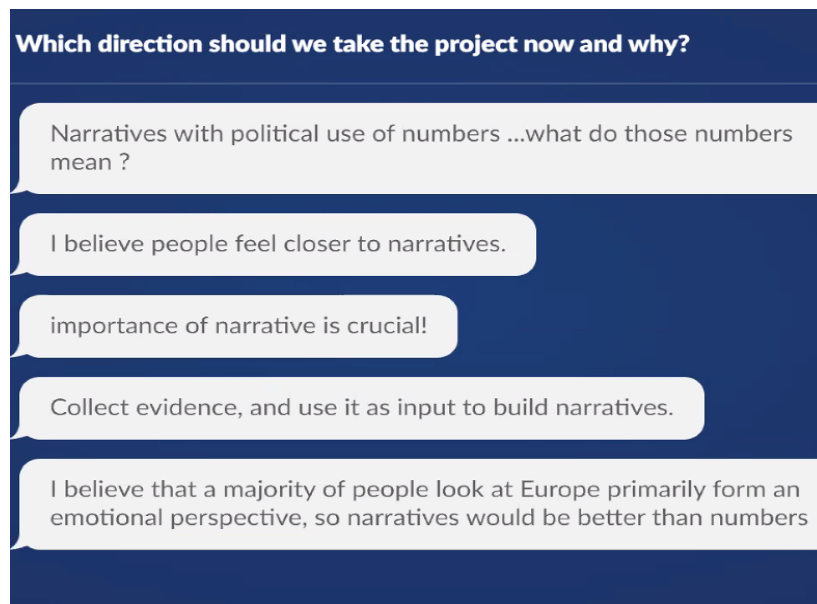 Which direction should we take the project now and why?
Narratives with political use of numbers ...what do those numbers
mean ?
I believe people feel closer to narratives.
importance of narrative is crucial!
Collect evidence, and use it as input to build narratives.
I believe that a majority of people look at Europe primarily form an
emotional perspective, so narratives would be better than numbers